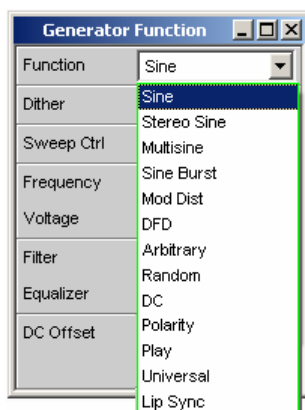 Generator Function
Function
Sine
Dither
Sine
Stereo Sine
Sweep Ctrl
Multisine
Frequency
Sine Burst
Mod Dist
Voltage
DFD
Filter
Arbitrary
Random
Equalizer
DC
DC Offset
Polarity
Play
Universal
Lip Sync